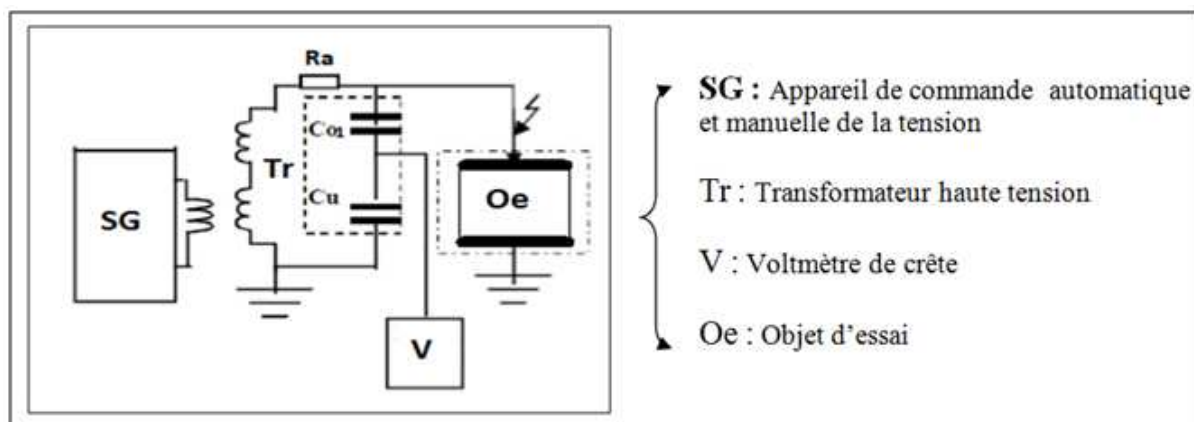 Ra
Co1
Tr
Cu
SG
Oe
V
SG : Appareil de commande automatique
et manuelle de la tension
Tr : Transformateur haute tension
V : Voltmètre de crête
Oe : Objet d'essai